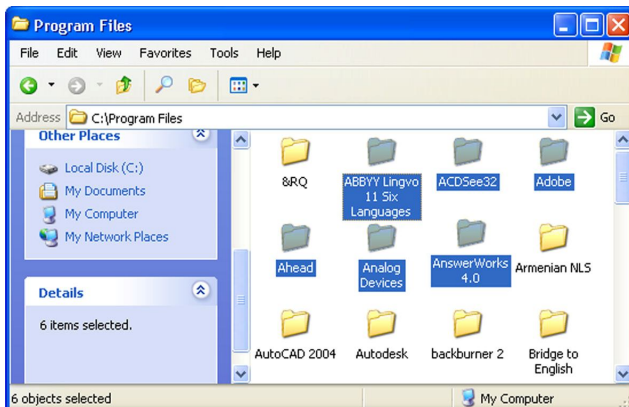 Program Files
File Edit View Favorites Tools Help
Address C:\Program Files Go
Other Places
Local Disk (C:)
My Documents
My Computer
My Network Places
Details
6 items selected.
&RQ
ABBYY Lingvo
11 Six
Languages
ACDSee32
Adobe
Ahead
Analog
Devices
AnswerWorks
4.0
Armenian NLS
AutoCAD 2004
Autodesk
backburner 2
Bridge to
English
6 objects selected
My Computer